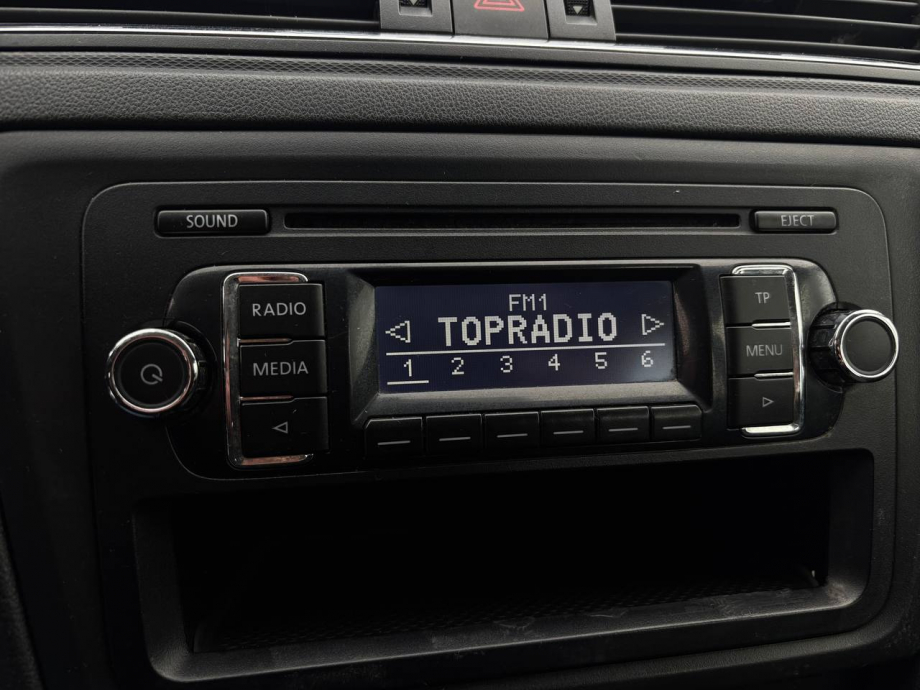 SOUND
EJECT
RADIO
MEDIA
FM1
TOPRADIO
1 2 3 4 5 6
TP
MENU